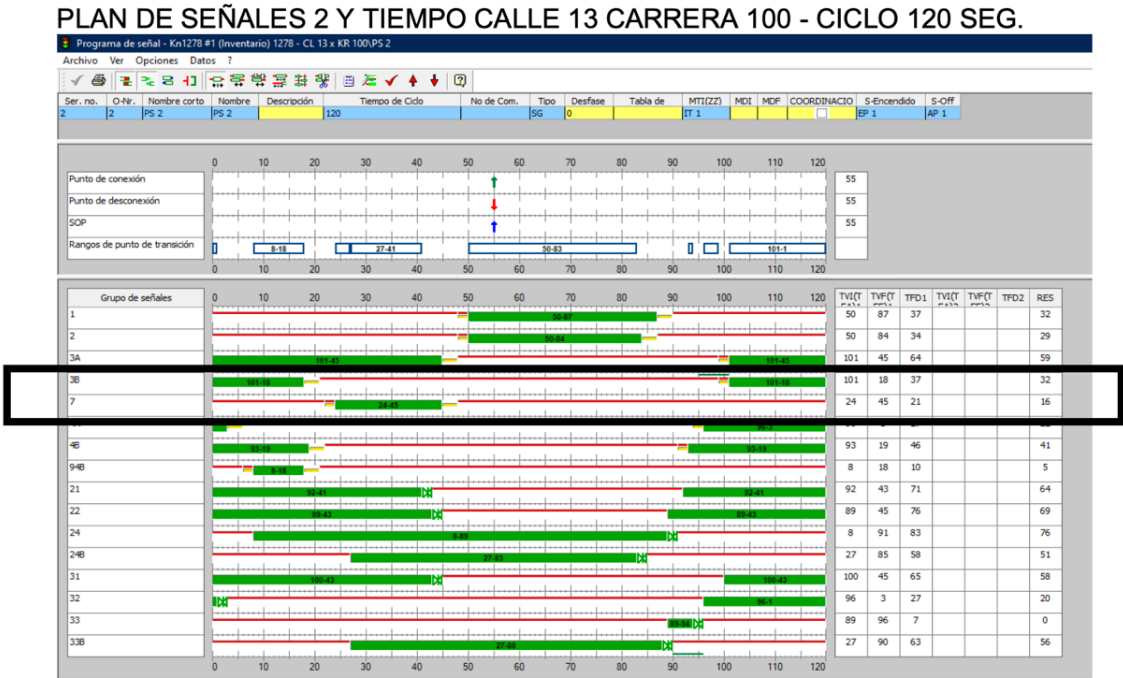 PLAN DE SEÑALES 2 Y TIEMPO CALLE 13 CARRERA 100 - CICLO 120 SEG.
Programa de señal - Kn1278 #1 (Inventario) 1278 - CL 13 x KR 100\PS 2
Archivo Ver Opciones Datos ?
Ser. no. O-Nr. Nombre corto Nombre Descripción Tiempo de Ciclo No de Com. Tipo Desfase Tabla de MTI(ZZ) MDI MDF COORDINACIO S-Encendido S-Off
2 2 PS 2 PS 2 120 SG 0 IT 1 EP 1 AP 1
0 10 20 30 40 50 60 70 80 90 100 110 120
Punto de conexión 55
Punto de desconexión 55
SOP 55
Rangos de punto de transición 8-18 27-41 50-83 101-1
0 10 20 30 40 50 60 70 80 90 100 110 120
Grupo de señales 0 10 20 30 40 50 60 70 80 90 100 110 120 TVI(T TVF(T TFD1 TVI(T TVF(T TFD2 RES
1 50-87 50 87 37 32
2 50-84 50 84 34 29
3A 101-45 101-45 101 45 64 59
3B 101-18 101-18 101 18 37 32
7 24-45 24 45 21 16
4B 93-19 93-19 93 19 46 41
94B 8-18 8 18 10 5
21 92-41 92-41 92 43 71 64
22 89-43 89-43 89 45 76 69
24 8-89 8 91 83 76
24B 27-83 27 85 58 51
31 100-43 100-43 100 45 65 58
32 96-1 96 3 27 20
33 89-94 89 96 7 0
33B 27-88 27 90 63 56
0 10 20 30 40 50 60 70 80 90 100 110 120